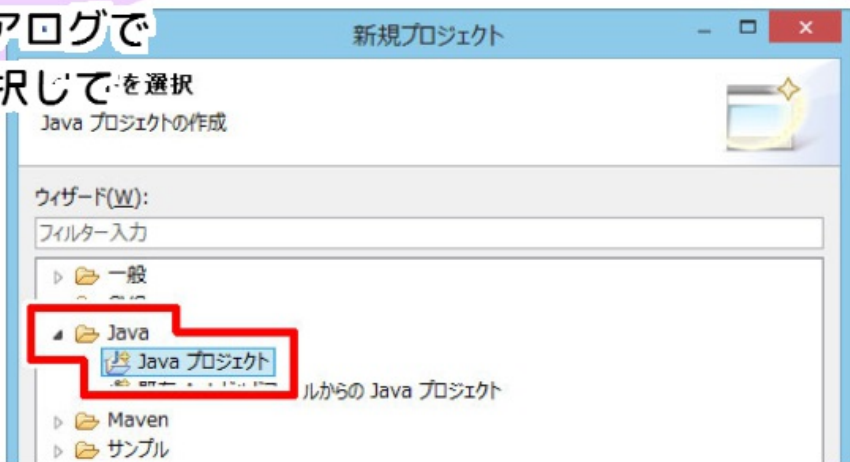 アログで
新規プロジェクト
択して
を選択
Java プロジェクトの作成
ウィザード(W):
フィルター入力
一般
Java
Java プロジェクト
ルからの Java プロジェクト
Maven
サンプル